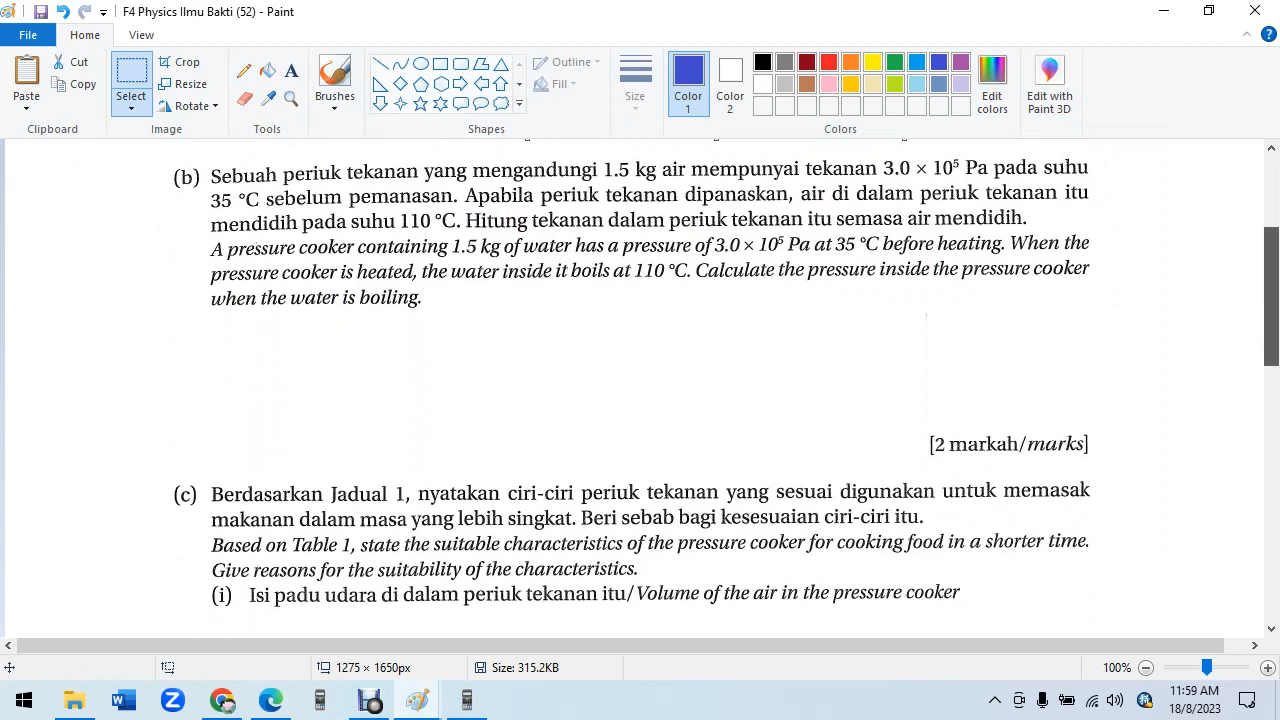 F4 Physics Ilmu Bakti (52) - Paint
File Home View
Paste
Cut
Copy
Clipboard
Select
Crop
Resize
Rotate
Image
Tools
Brushes
Outline
Fill
Shapes
Size
Color 1
Color 2
Edit colors
Colors
Edit with Paint 3D
(b) Sebuah periuk tekanan yang mengandungi 1.5 kg air mempunyai tekanan 3.0 × 10⁵ Pa pada suhu
35 °C sebelum pemanasan. Apabila periuk tekanan dipanaskan, air di dalam periuk tekanan itu
mendidih pada suhu 110 °C. Hitung tekanan dalam periuk tekanan itu semasa air mendidih.
A pressure cooker containing 1.5 kg of water has a pressure of 3.0 × 10⁵ Pa at 35 °C before heating. When the
pressure cooker is heated, the water inside it boils at 110 °C. Calculate the pressure inside the pressure cooker
when the water is boiling.
[2 markah/marks]
(c) Berdasarkan Jadual 1, nyatakan ciri-ciri periuk tekanan yang sesuai digunakan untuk memasak
makanan dalam masa yang lebih singkat. Beri sebab bagi kesesuaian ciri-ciri itu.
Based on Table 1, state the suitable characteristics of the pressure cooker for cooking food in a shorter time.
Give reasons for the suitability of the characteristics.
(i) Isi padu udara di dalam periuk tekanan itu/Volume of the air in the pressure cooker
1275 × 1650px
Size: 315.2KB
100%
11:59 AM
18/8/2023